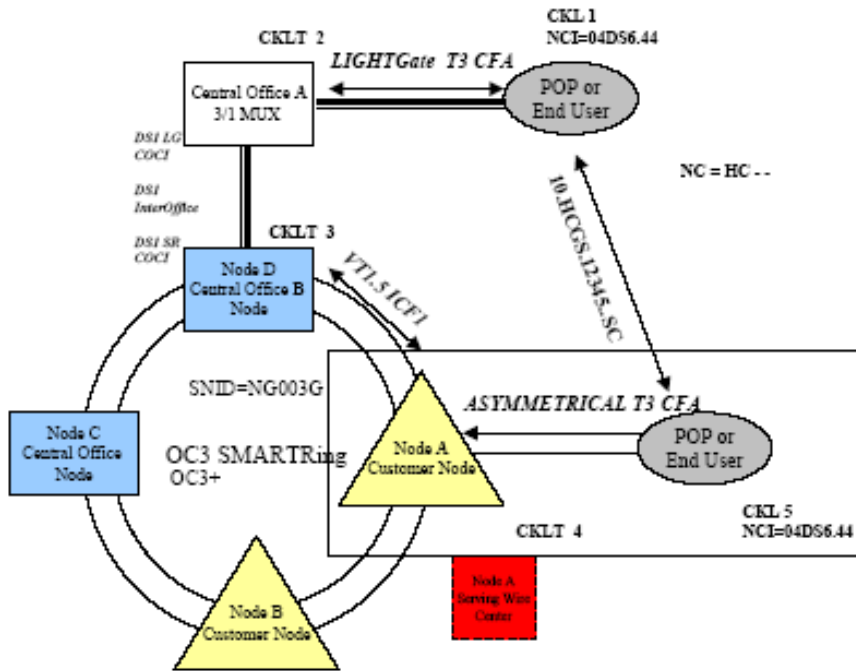 CKL 1
NCI=04DS6.44
CKLT 2
LIGHTGate T3 CFA
Central Office A
3/1 MUX
POP or
End User
DS1 LG
COCI
DS1
InterOffice
DS1 SR
COCI
NC = HC - -
10.HCGS.12345..SC
CKLT 3
Node D
Central Office B
Node
VT1.5 ICF1
SNID=NG003G
ASYMMETRICAL T3 CFA
Node C
Central Office
Node
OC3 SMARTRing
OC3+
Node A
Customer Node
POP or
End User
CKL 5
NCI=04DS6.44
CKLT 4
Node A
Serving Wire
Center
Node B
Customer Node